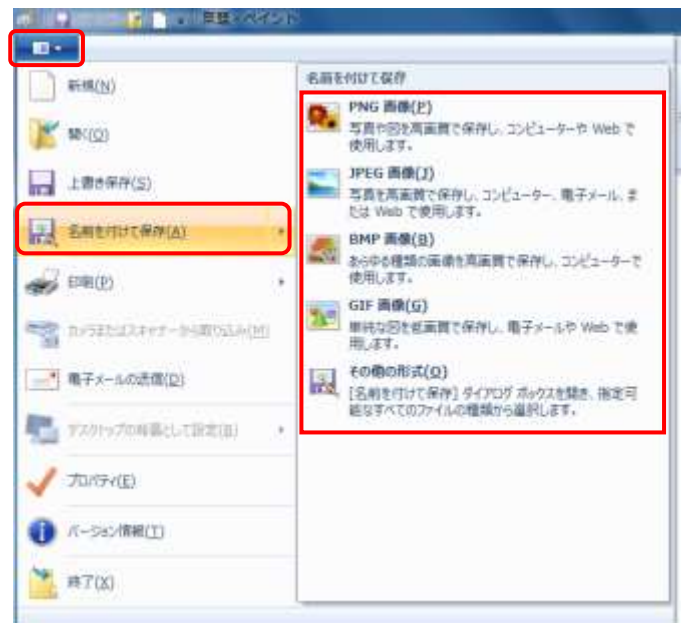 無題 - ペイント
新規(N)
開く(O)
上書き保存(S)
名前を付けて保存(A)
印刷(P)
カメラまたはスキャナーから取り込み(M)
電子メールの送信(D)
デスクトップの背景として設定(B)
プロパティ(E)
バージョン情報(T)
終了(X)
名前を付けて保存
PNG 画像(P)
写真や図を高画質で保存し、コンピューターや Web で
使用します。
JPEG 画像(J)
写真を高画質で保存し、コンピューター、電子メール、ま
たは Web で使用します。
BMP 画像(B)
あらゆる種類の画像を高画質で保存し、コンピューターで
使用します。
GIF 画像(G)
単純な図を低画質で保存し、電子メールや Web で使
用します。
その他の形式(O)
[名前を付けて保存] ダイアログ ボックスを開き、指定可
能なすべてのファイルの種類から選択します。